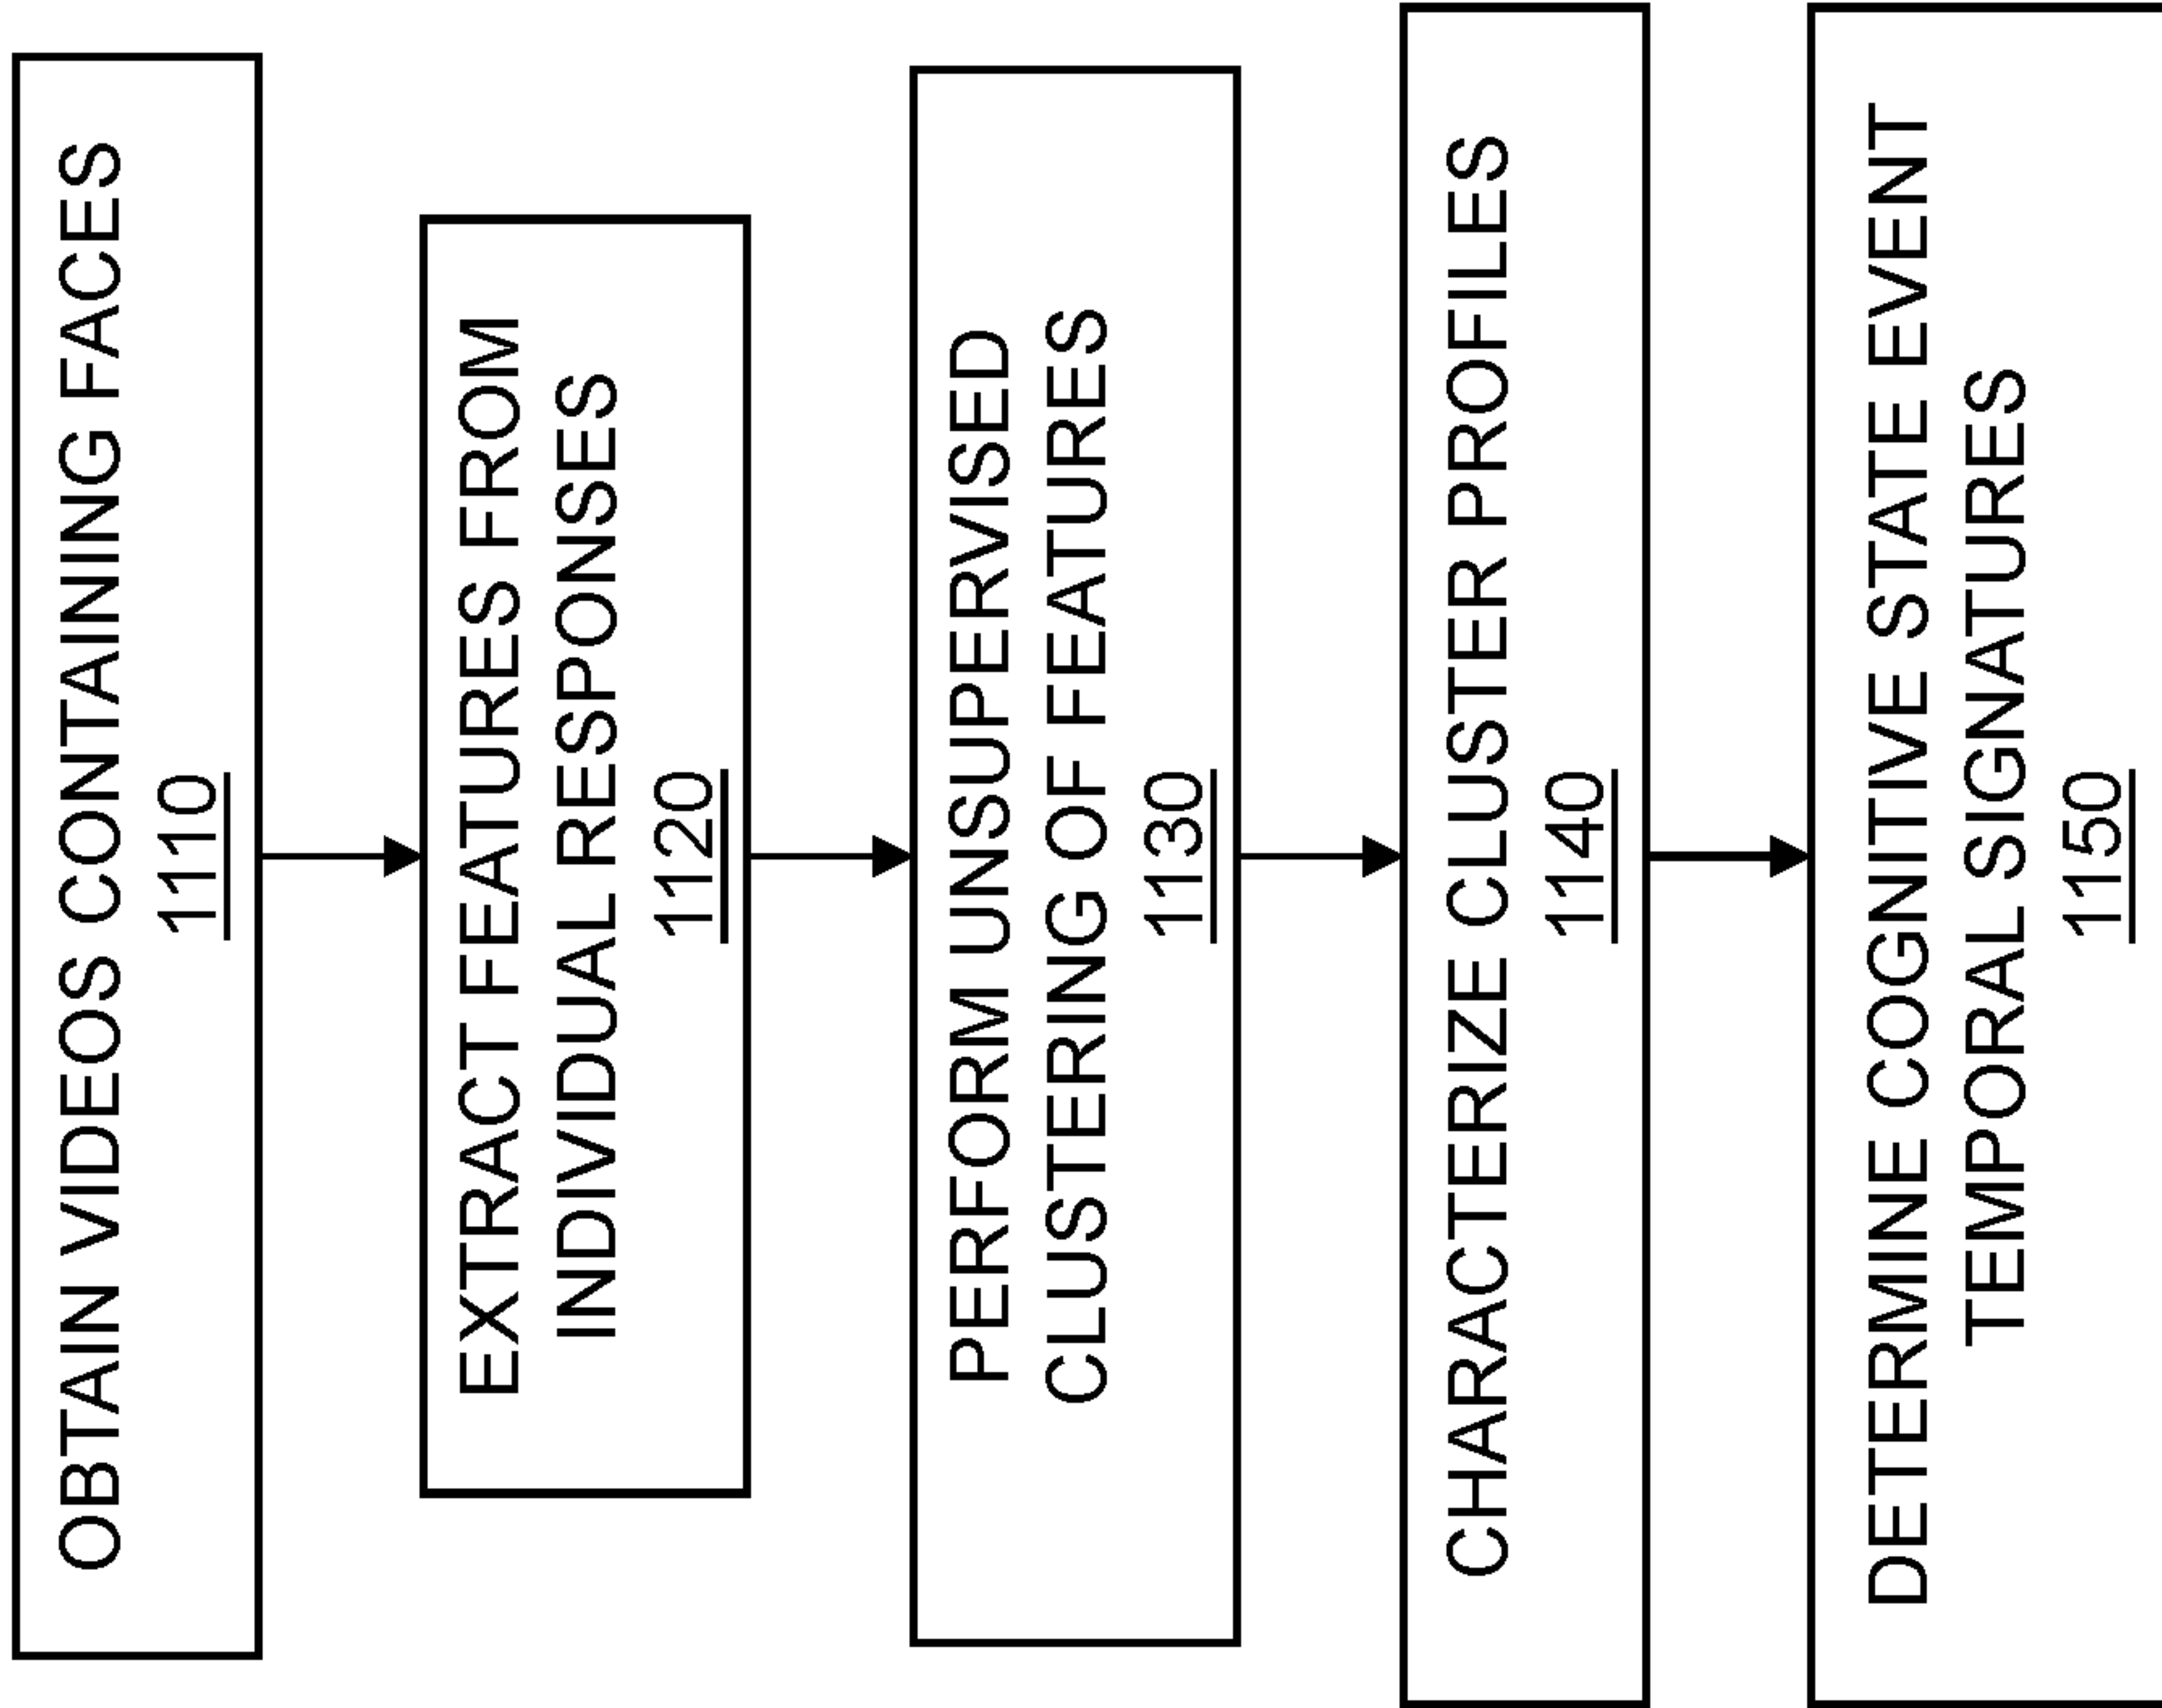 OBTAIN VIDEOS CONTAINING FACES
1110
EXTRACT FEATURES FROM
INDIVIDUAL RESPONSES
1120
PERFORM UNSUPERVISED
CLUSTERING OF FEATURES
1130
CHARACTERIZE CLUSTER PROFILES
1140
DETERMINE COGNITIVE STATE EVENT
TEMPORAL SIGNATURES
1150